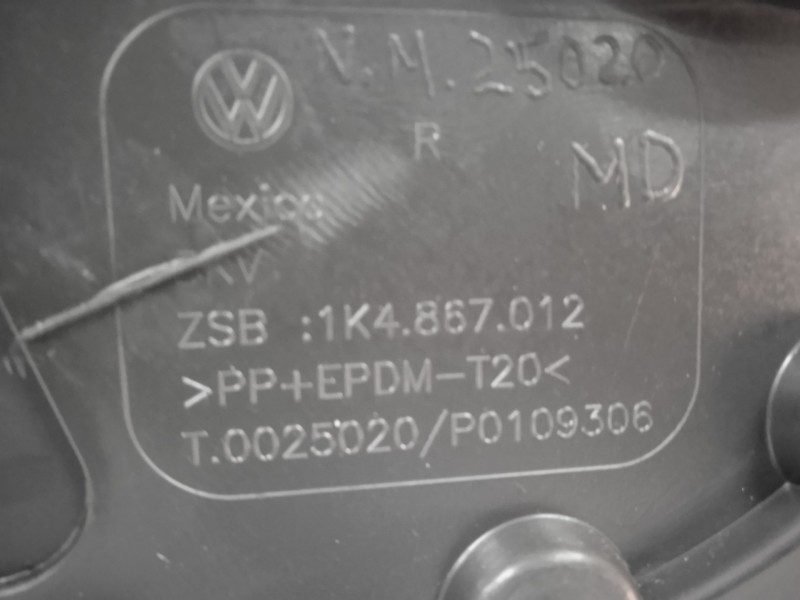 V.M.25020
R
MD
Mexico
ZSB :1K4.867.012
>PP+EPDM-T20<
T.0025020/P0109306